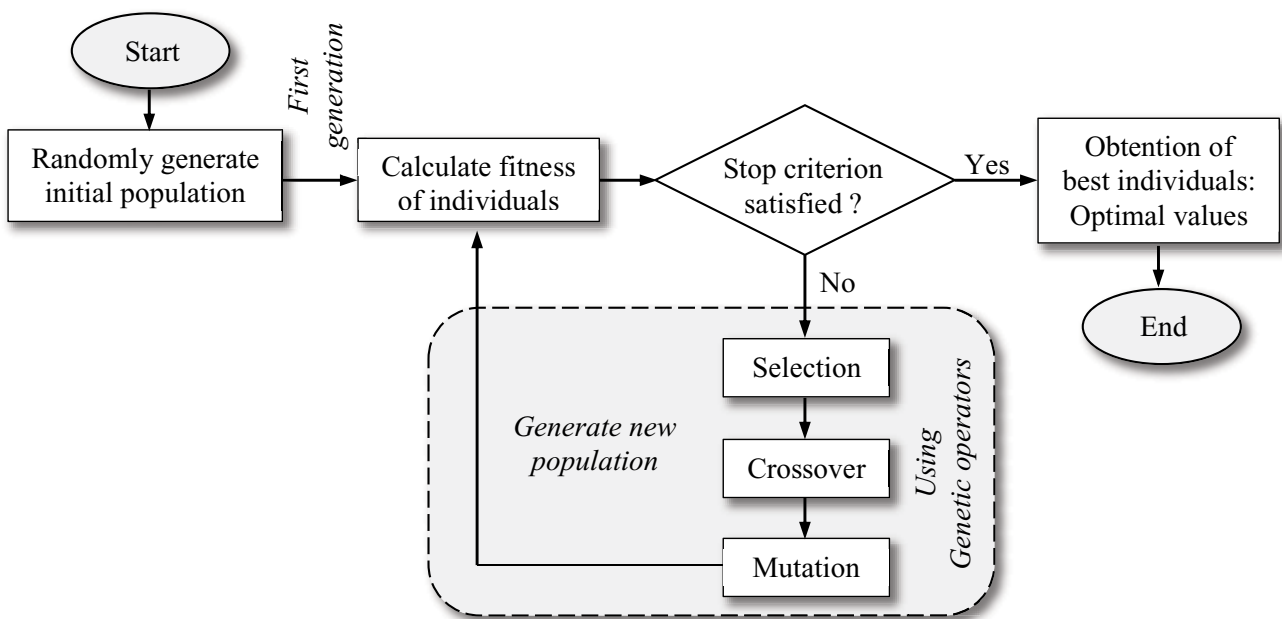 Start
First
generation
Randomly generate
initial population
Calculate fitness
of individuals
Stop criterion
satisfied ?
Yes
Obtention of
best individuals:
Optimal values
End
No
Selection
Crossover
Mutation
Generate new
population
Using
Genetic operators